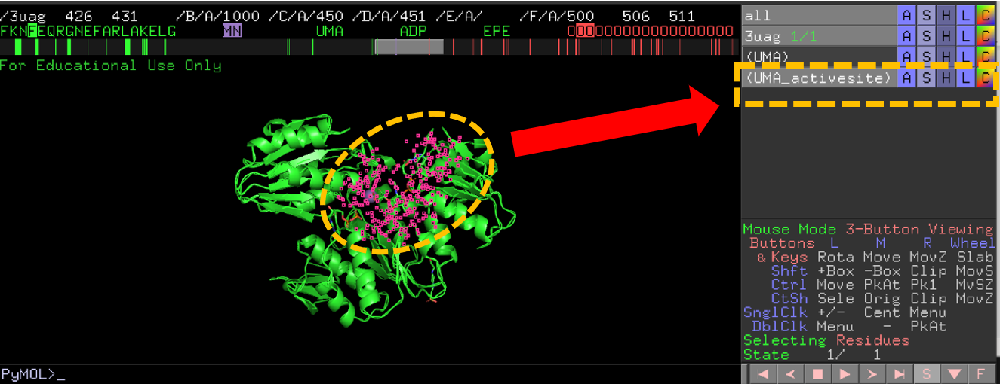 /3uag 426 431 /B/A/1000 /C/A/450 /D/A/451 /E/A/ /F/A/500 506 511
FKNFEQRGNEFARLAKELG MN UMA ADP EPE OOOOOOOOOOOOOOOOOO
For Educational Use Only
all A S H L C
3uag 1/1 A S H L C
(UMA) A S H L C
(UMA_activesite) A S H L C
Mouse Mode 3-Button Viewing
Buttons L M R Wheel
& Keys Rota Move MovZ Slab
Shft +Box -Box Clip MovS
Ctrl Move PkAt Pk1 MvSZ
CtSh Sele Orig Clip MovZ
SnglClk +/- Cent Menu
DblClk Menu - PkAt
Selecting Residues
State 1/ 1
PyMOL>_
S F